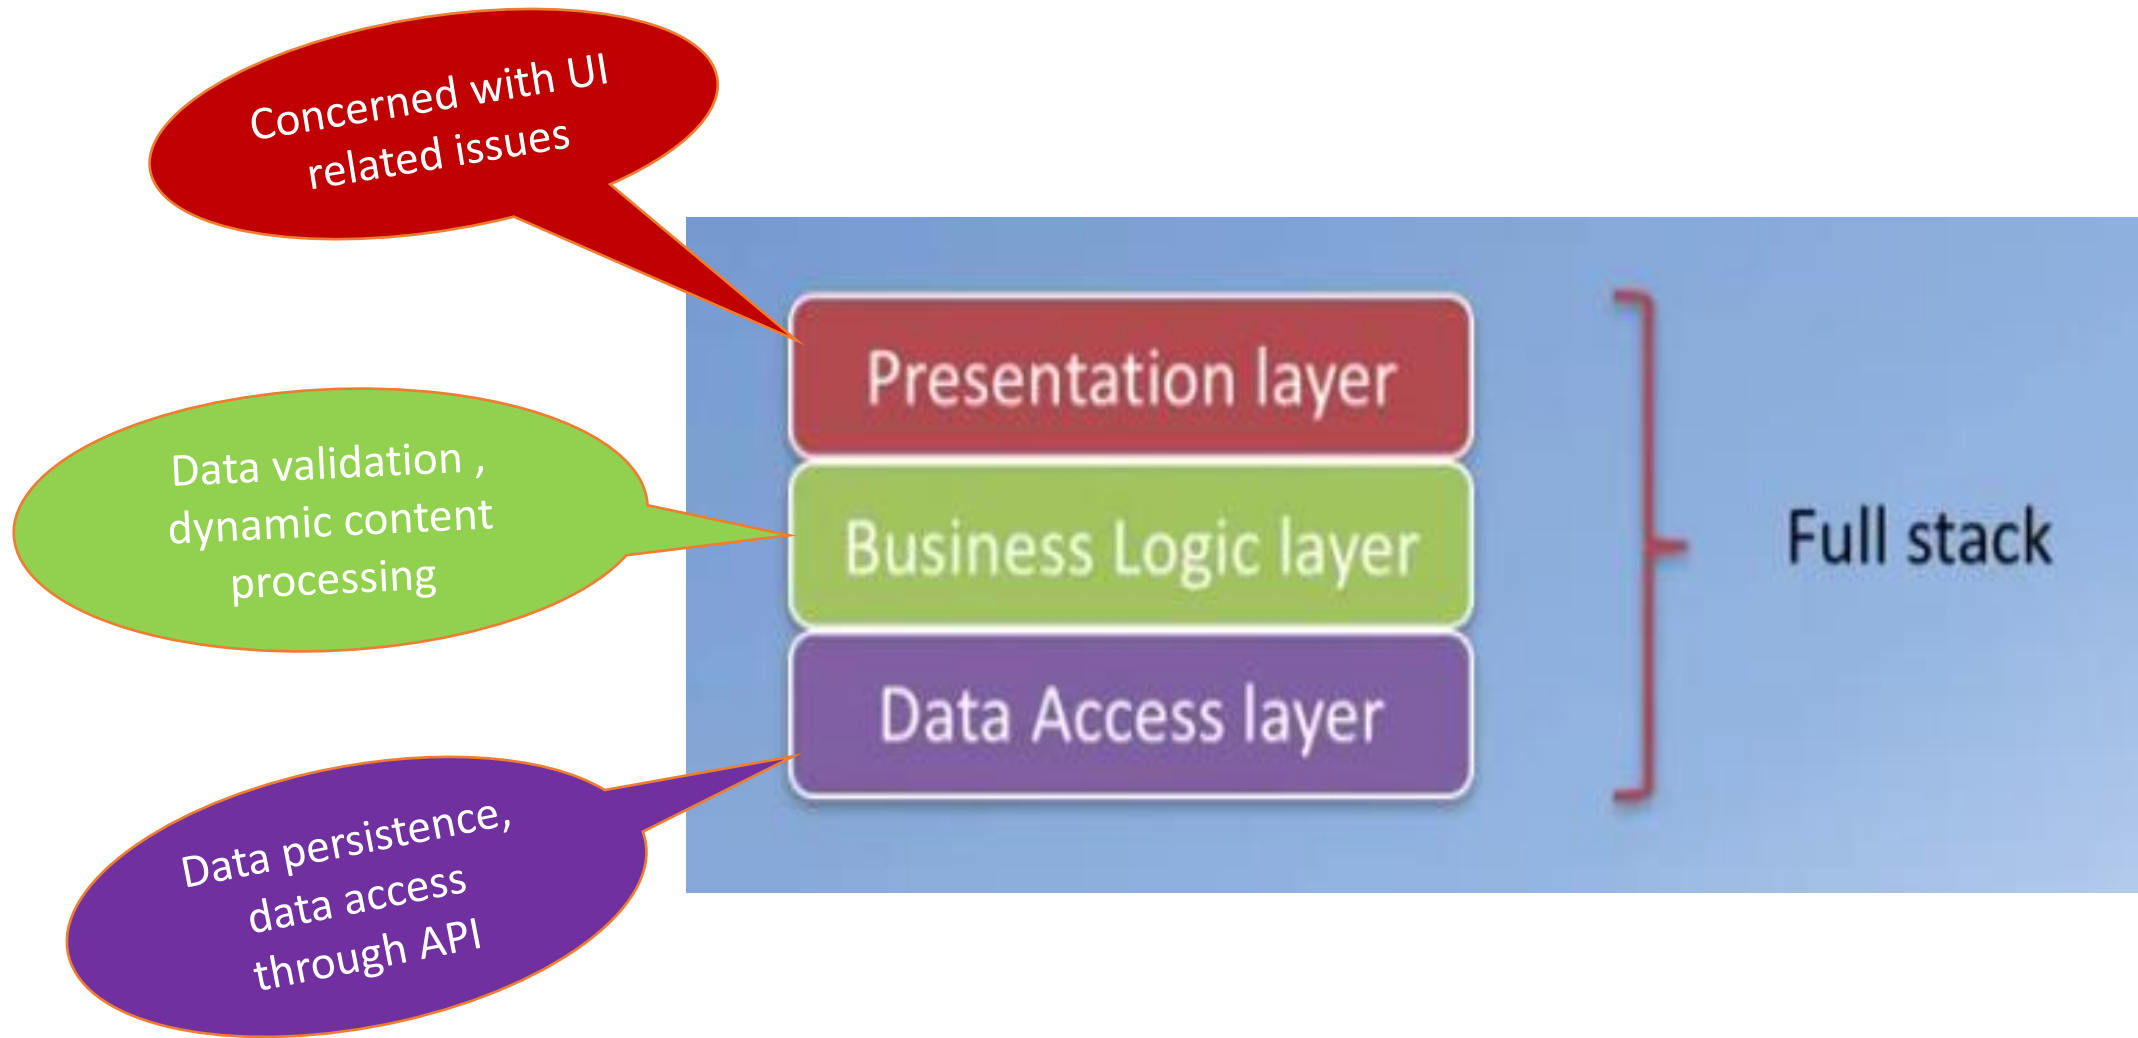 Concerned with UI
related issues
Presentation layer
Data validation ,
dynamic content
processing
Business Logic layer
Full stack
Data Access layer
Data persistence,
data access
through API